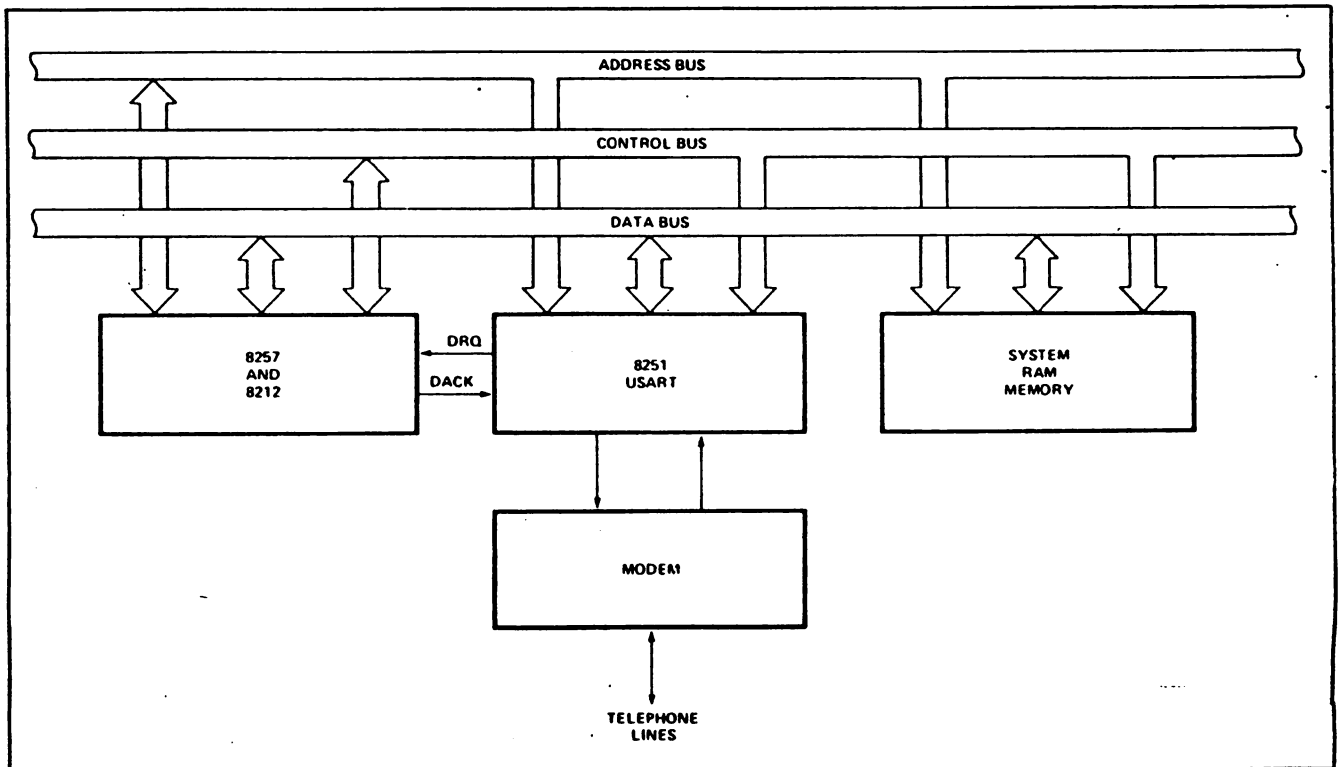 ADDRESS BUS
CONTROL BUS
DATA BUS
8257
AND
8212
DRQ
DACK
8251
USART
SYSTEM
RAM
MEMORY
MODEM
TELEPHONE
LINES